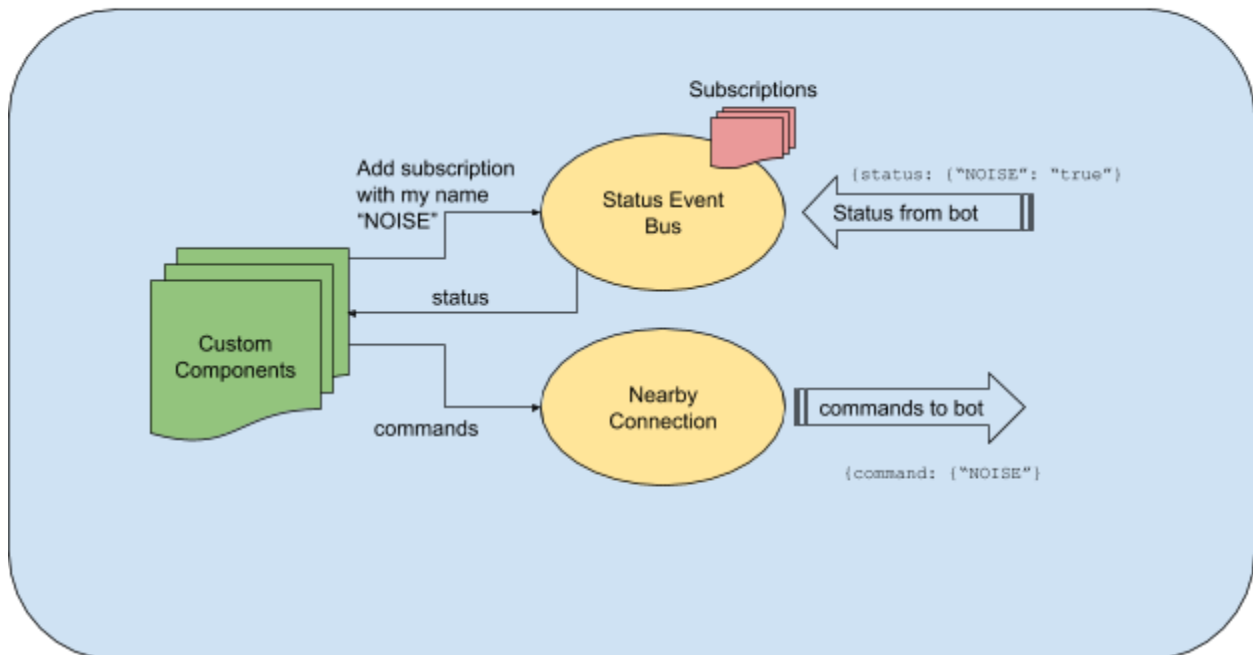 Subscriptions
Add subscription
with my name
“NOISE”
Status Event
Bus
{status: {“NOISE”: “true”}
Status from bot
status
Custom
Components
Nearby
Connection
commands
commands to bot
{command: {“NOISE”}